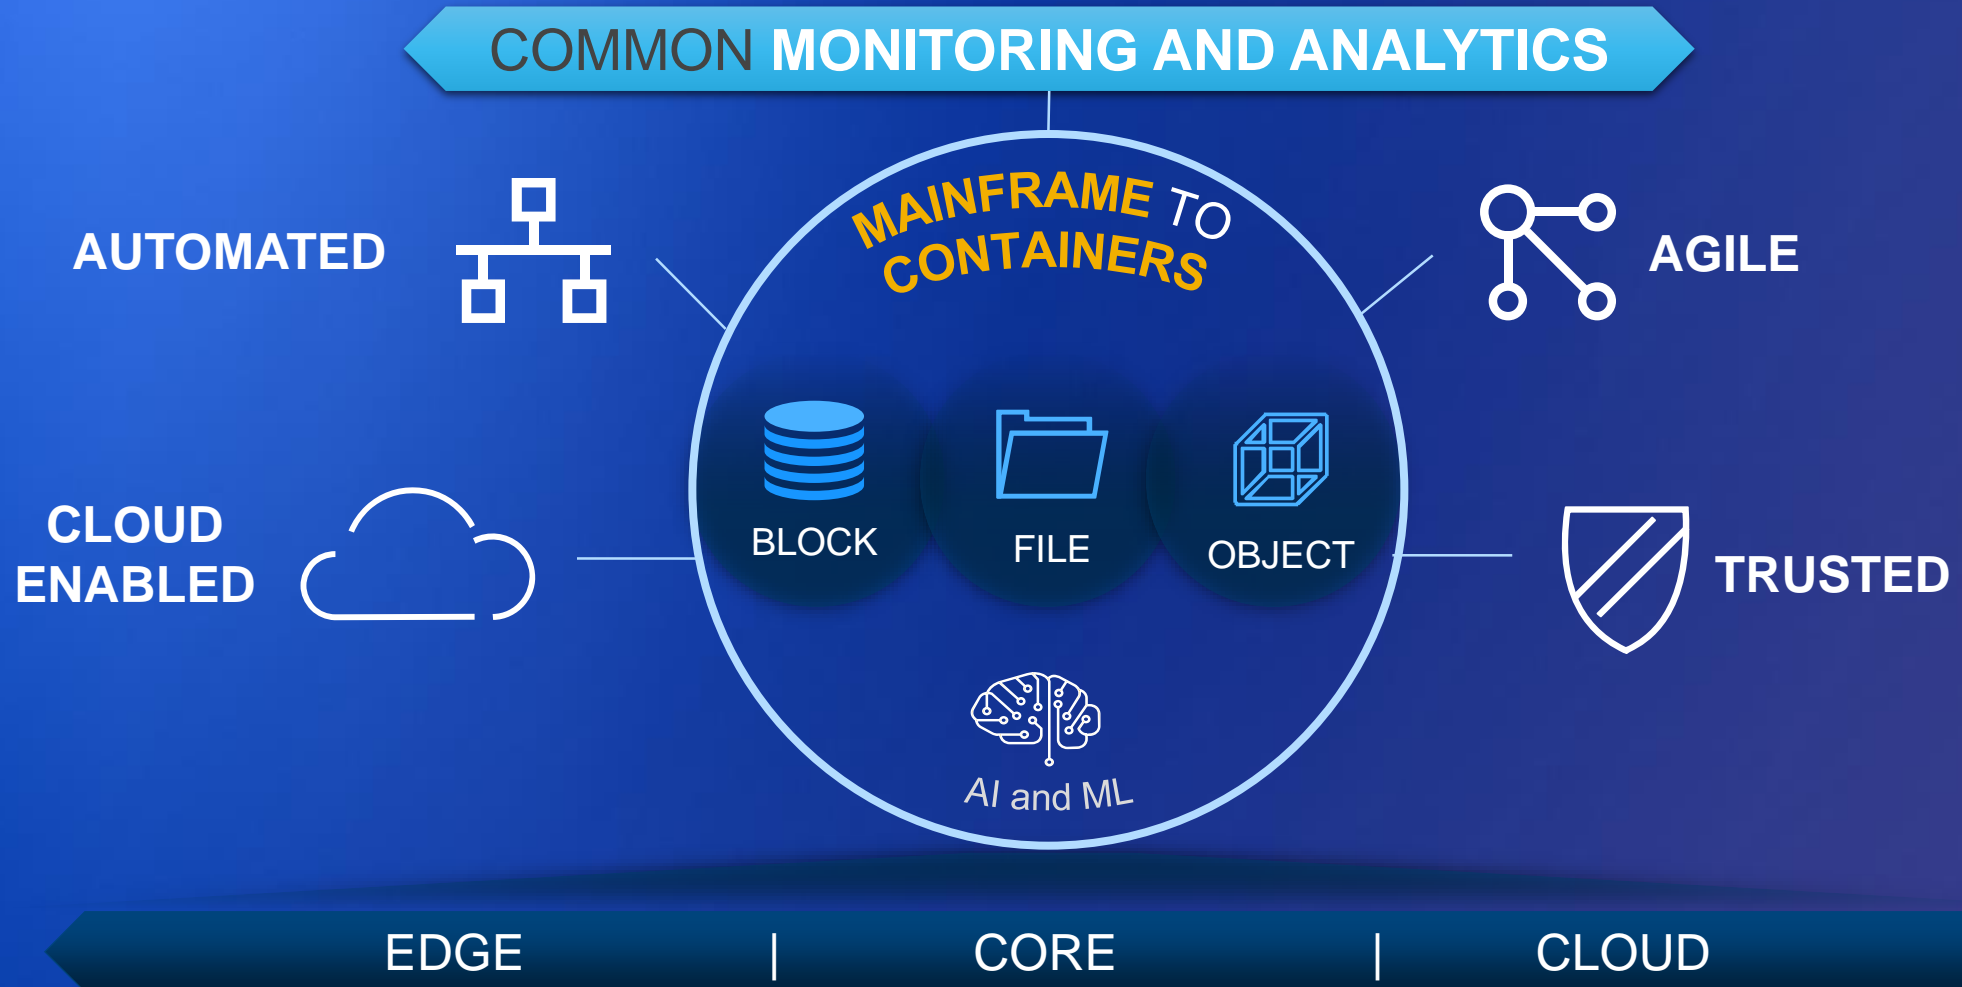 COMMON MONITORING AND ANALYTICS
MAINFRAME TO
CONTAINERS
AUTOMATED
AGILE
BLOCK
FILE
OBJECT
CLOUD
ENABLED
TRUSTED
AI and ML
EDGE | CORE | CLOUD